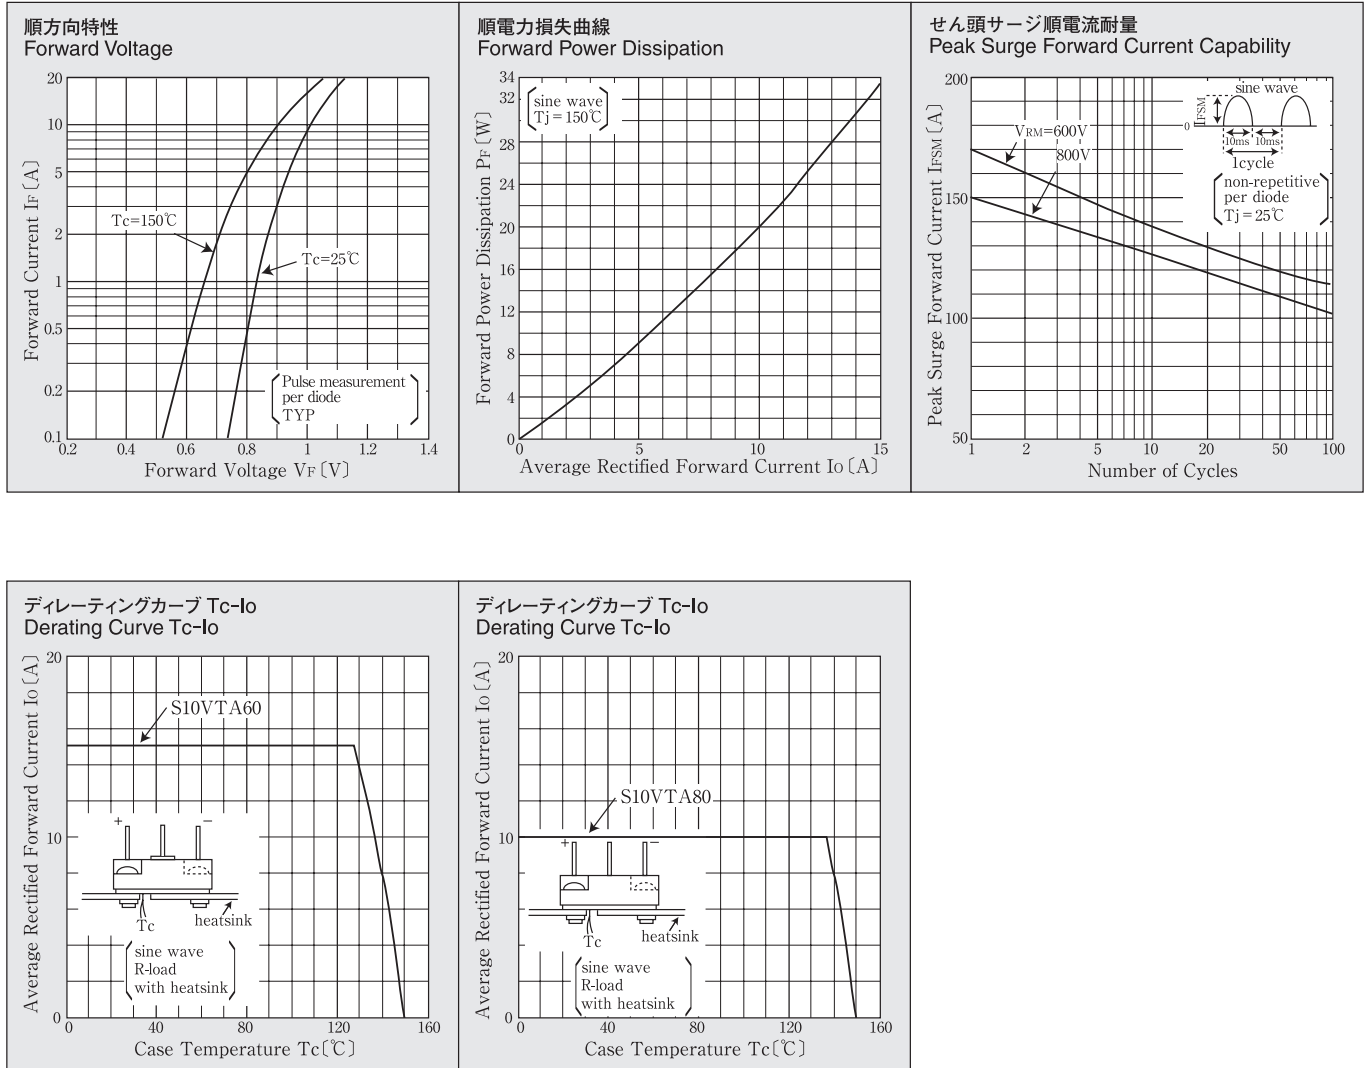 順方向特性
Forward Voltage
Forward Current IF〔A〕
20
10
5
2
1
0.5
0.2
0.1
Tc=150℃
Tc=25℃
Pulse measurement
per diode
TYP
0.2 0.4 0.6 0.8 1 1.2 1.4
Forward Voltage VF〔V〕
順電力損失曲線
Forward Power Dissipation
Forward Power Dissipation PF〔W〕
34
32
28
24
20
16
12
8
4
0
sine wave
Tj=150℃
0 5 10 15
Average Rectified Forward Current Io〔A〕
せん頭サージ順電流耐量
Peak Surge Forward Current Capability
Peak Surge Forward Current IFSM〔A〕
200
150
100
50
sine wave
IFSM
0
10ms 10ms
1cycle
VRM=600V
800V
non-repetitive
per diode
Tj=25℃
1 2 5 10 20 50 100
Number of Cycles
ディレーティングカーブ Tc-Io
Derating Curve Tc-Io
Average Rectified Forward Current Io〔A〕
20
10
0
S10VTA60
+ −
Tc
heatsink
sine wave
R-load
with heatsink
0 40 80 120 160
Case Temperature Tc〔℃〕
ディレーティングカーブ Tc-Io
Derating Curve Tc-Io
Average Rectified Forward Current Io〔A〕
20
10
0
S10VTA80
+ −
Tc
heatsink
sine wave
R-load
with heatsink
0 40 80 120 160
Case Temperature Tc〔℃〕